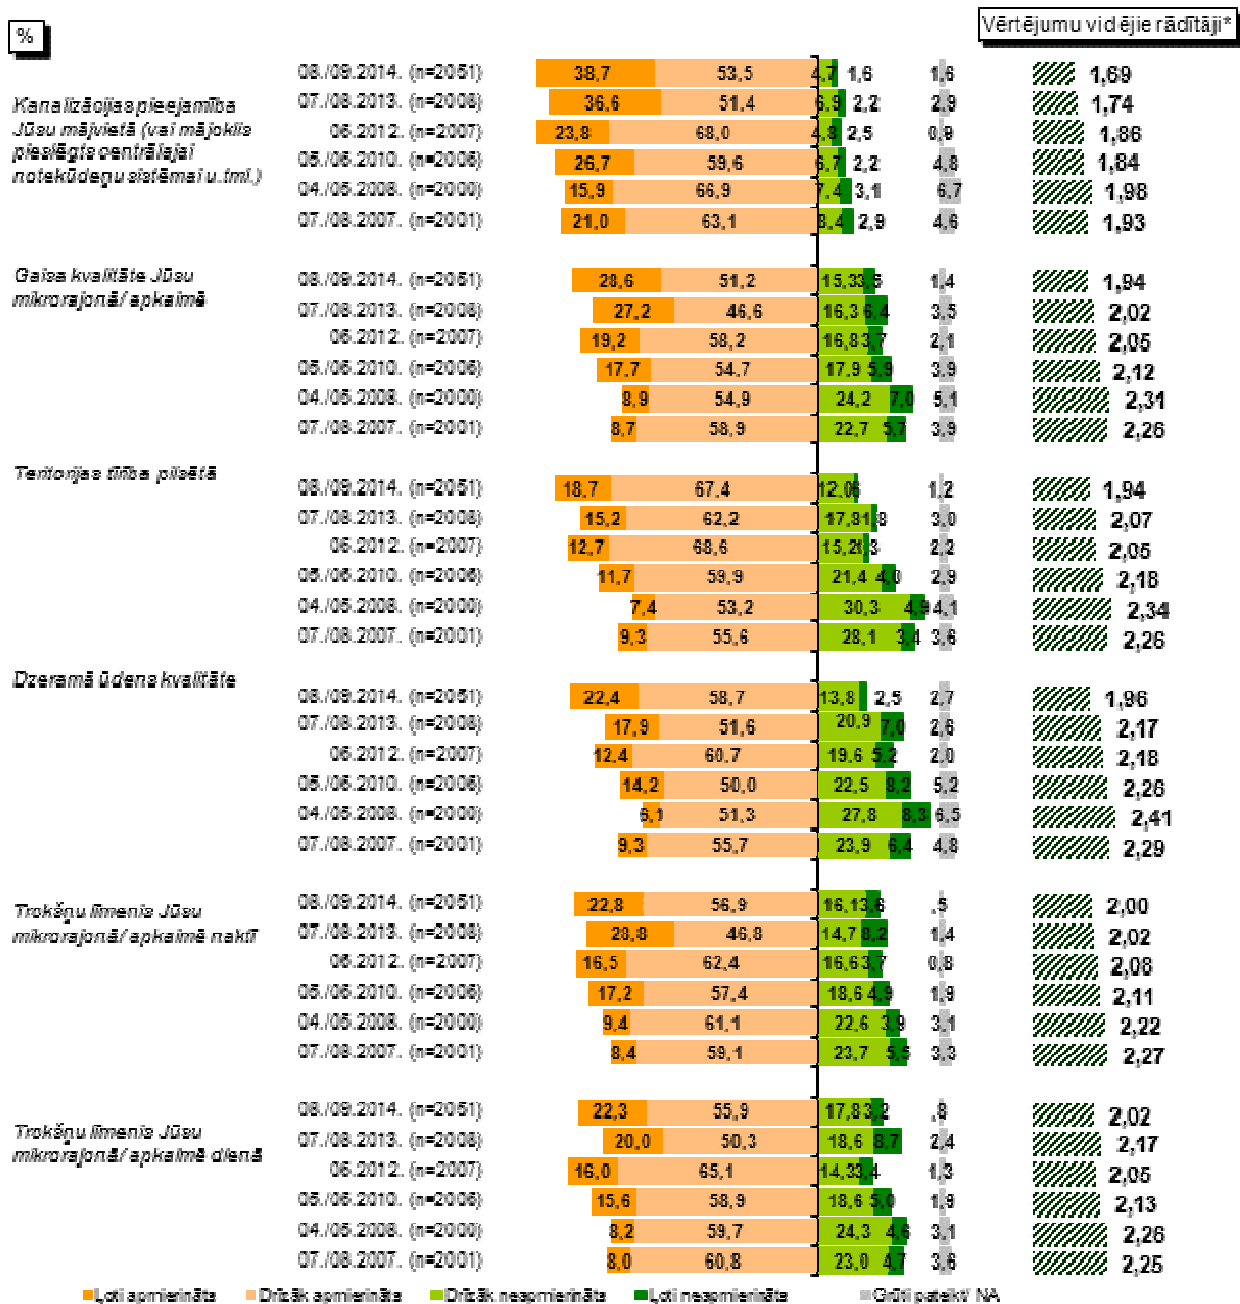 %
Vērtējumu vidējie rādītāji*
Kanalizācijas pieejamība
Jūsu mājvietā (vai mājoklis
pieslēgts centrālajai
notekūdeņu sistēmai u.tml.)
08./09.2014. (n=2051) 38,7 53,5 4,7 1,6 1,6 1,69
07./08.2013. (n=2008) 36,6 51,4 6,9 2,2 2,9 1,74
06.2012. (n=2007) 23,8 68,0 4,8 2,5 0,9 1,86
05./06.2010. (n=2006) 26,7 59,6 6,7 2,2 4,8 1,84
04./05.2008. (n=2000) 15,9 66,9 7,4 3,1 6,7 1,98
07./08.2007. (n=2001) 21,0 63,1 8,4 2,9 4,6 1,93
Gaisa kvalitāte Jūsu
mikrorajonā/ apkaimē
08./09.2014. (n=2051) 28,6 51,2 15,3 3,5 1,4 1,94
07./08.2013. (n=2008) 27,2 46,6 16,3 6,4 3,5 2,02
06.2012. (n=2007) 19,2 58,2 16,8 3,7 2,1 2,05
05./06.2010. (n=2006) 17,7 54,7 17,9 5,9 3,9 2,12
04./05.2008. (n=2000) 8,9 54,9 24,2 7,0 5,1 2,31
07./08.2007. (n=2001) 8,7 58,9 22,7 5,7 3,9 2,26
Teritorijas tīrība pilsētā
08./09.2014. (n=2051) 18,7 67,4 12,0 1,2 1,94
07./08.2013. (n=2008) 15,2 62,2 17,8 1,8 3,0 2,07
06.2012. (n=2007) 12,7 68,6 15,2 2,2 2,05
05./06.2010. (n=2006) 11,7 59,9 21,4 4,0 2,9 2,18
04./05.2008. (n=2000) 7,4 53,2 30,3 4,9 4,1 2,34
07./08.2007. (n=2001) 9,3 55,6 28,1 3,4 3,6 2,26
Dzeramā ūdens kvalitāte
08./09.2014. (n=2051) 22,4 58,7 13,8 2,5 2,7 1,96
07./08.2013. (n=2008) 17,9 51,6 20,9 7,0 2,6 2,17
06.2012. (n=2007) 12,4 60,7 19,6 5,2 2,0 2,18
05./06.2010. (n=2006) 14,2 50,0 22,5 8,2 5,2 2,26
04./05.2008. (n=2000) 6,1 51,3 27,8 8,3 6,5 2,41
07./08.2007. (n=2001) 9,3 55,7 23,9 6,4 4,8 2,29
Trokšņu līmenis Jūsu
mikrorajonā/ apkaimē naktī
08./09.2014. (n=2051) 22,8 56,9 16,1 3,6 ,5 2,00
07./08.2013. (n=2008) 28,8 46,8 14,7 8,2 1,4 2,02
06.2012. (n=2007) 16,5 62,4 16,6 3,7 0,8 2,08
05./06.2010. (n=2006) 17,2 57,4 18,6 4,9 1,9 2,11
04./05.2008. (n=2000) 9,4 61,1 22,6 3,9 3,1 2,22
07./08.2007. (n=2001) 8,4 59,1 23,7 5,5 3,3 2,27
Trokšņu līmenis Jūsu
mikrorajonā/ apkaimē dienā
08./09.2014. (n=2051) 22,3 55,9 17,8 3,2 ,8 2,02
07./08.2013. (n=2008) 20,0 50,3 18,6 8,7 2,4 2,17
06.2012. (n=2007) 16,0 65,1 14,3 3,4 1,3 2,05
05./06.2010. (n=2006) 15,6 58,9 18,6 5,0 1,9 2,13
04./05.2008. (n=2000) 8,2 59,7 24,3 4,6 3,1 2,26
07./08.2007. (n=2001) 8,0 60,8 23,0 4,7 3,6 2,25
Ļoti apmierināts Drīzāk apmierināts Drīzāk neapmierināts Ļoti neapmierināts Grūti pateikt/ NA